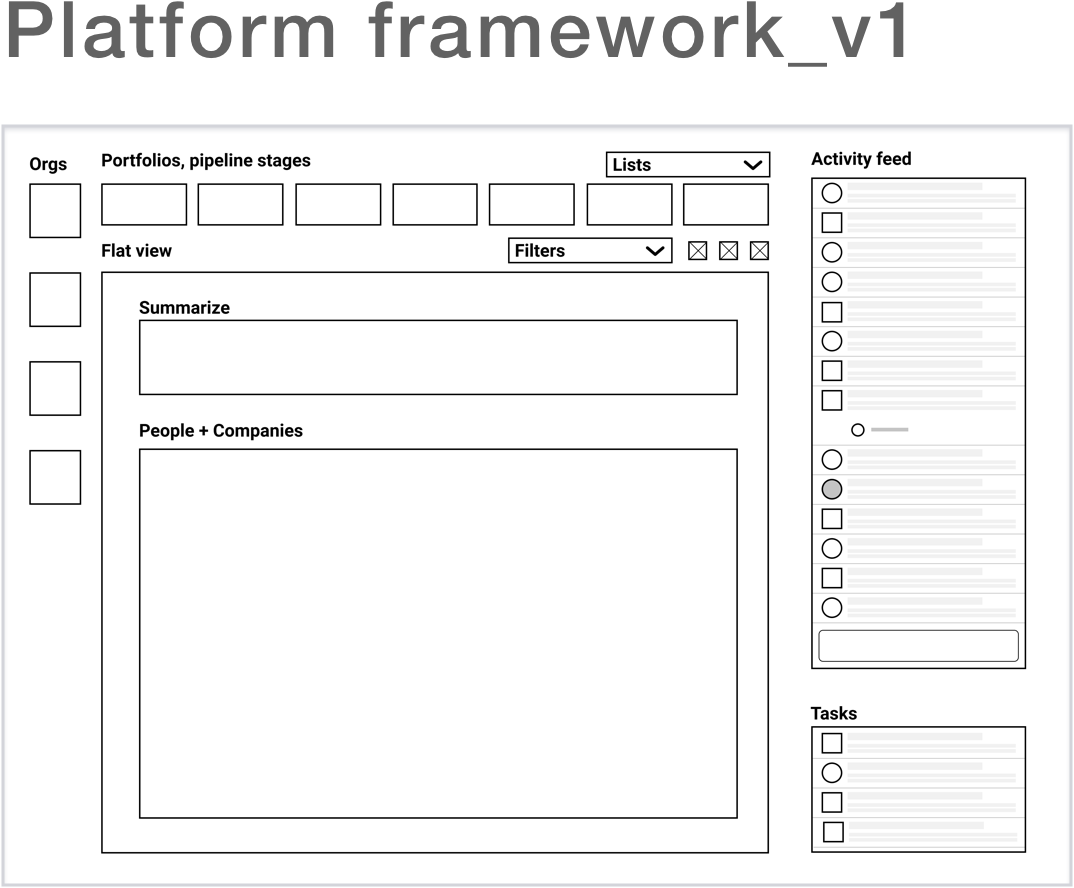 Platform framework_v1
Orgs
Portfolios, pipeline stages
Lists
Activity feed
Flat view
Filters
Summarize
People + Companies
Tasks